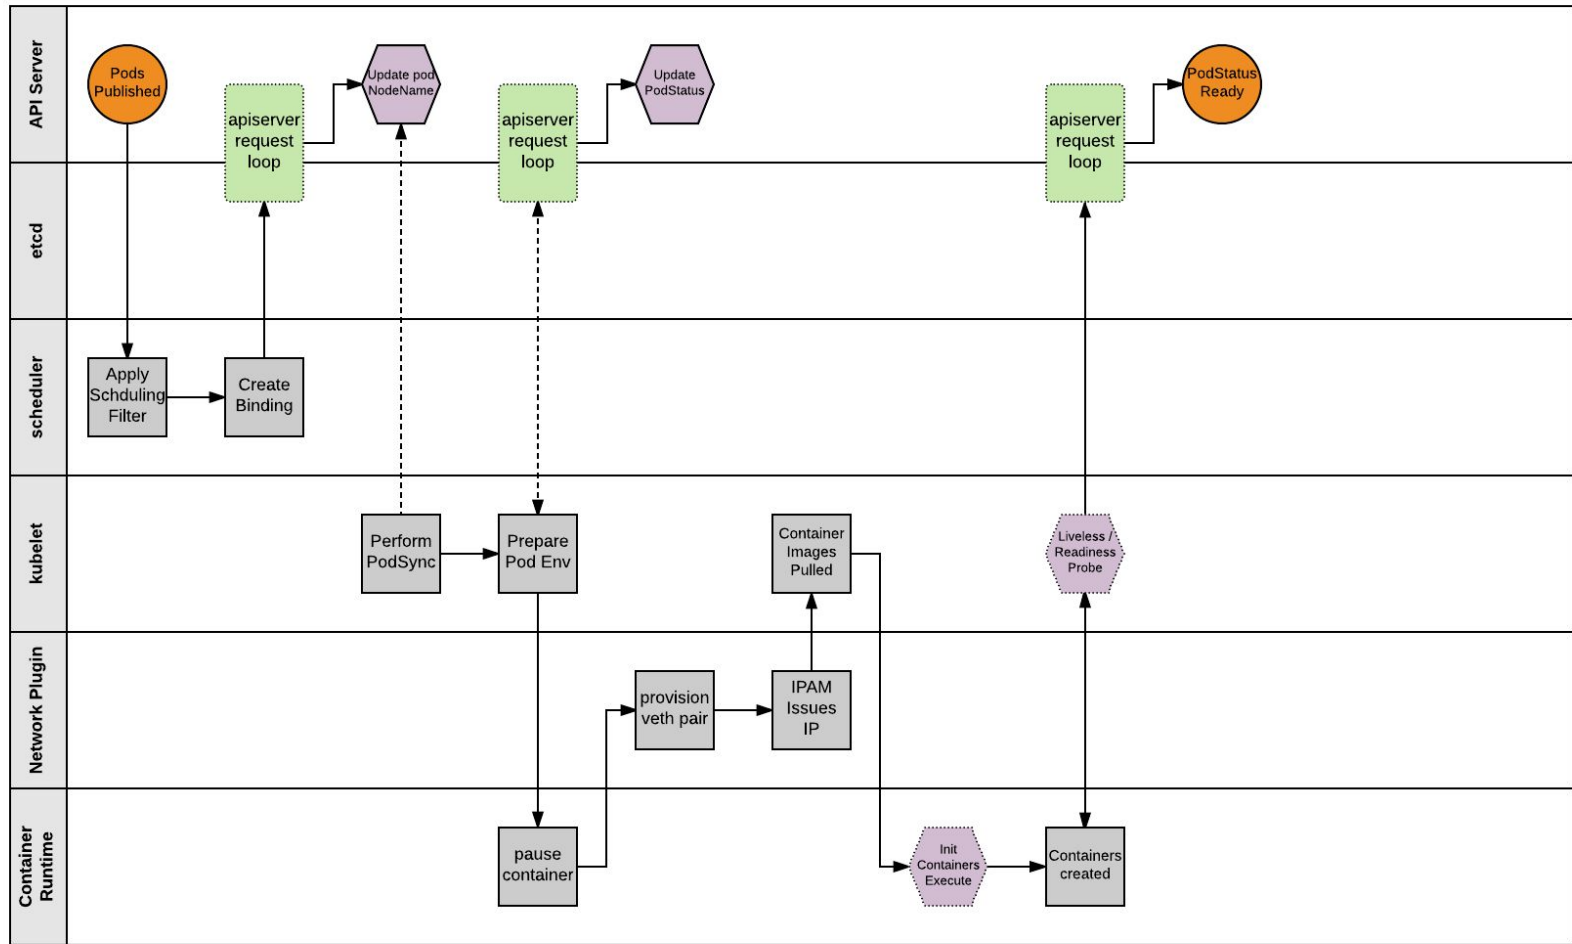 API Server
Pods
Published
apiserver
request
loop
Update pod
NodeName
apiserver
request
loop
Update
PodStatus
apiserver
request
loop
PodStatus
Ready
etcd
scheduler
Apply
Schduling
Filter
Create
Binding
kubelet
Perform
PodSync
Prepare
Pod Env
Container
Images
Pulled
Liveless /
Readiness
Probe
Network Plugin
provision
veth pair
IPAM
Issues
IP
Container
Runtime
pause
container
Init
Containers
Execute
Containers
created